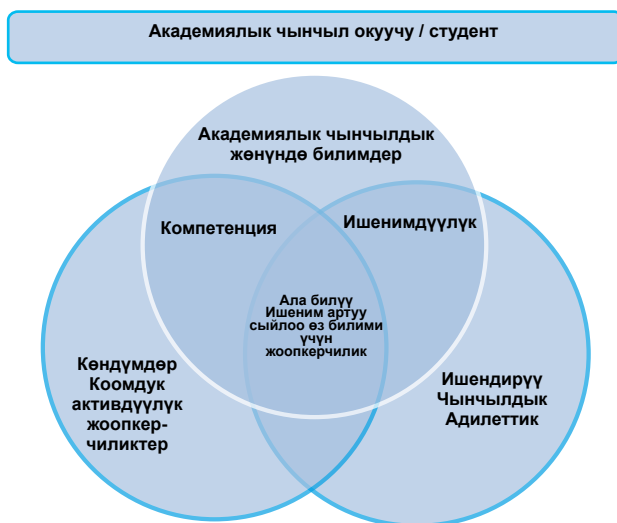 Академиялык чынчыл окуучу / студент
Академиялык чынчылдык
жөнүндө билимдер
Компетенция
Ишенимдүүлүк
Ала билүү
Ишеним артуу
сыйлоо өз билими
үчүн
жоопкерчилик
Көндүмдөр
Коомдук
активдүүлүк
жоопкер-
чиликтер
Ишендирүү
Чынчылдык
Адилеттик